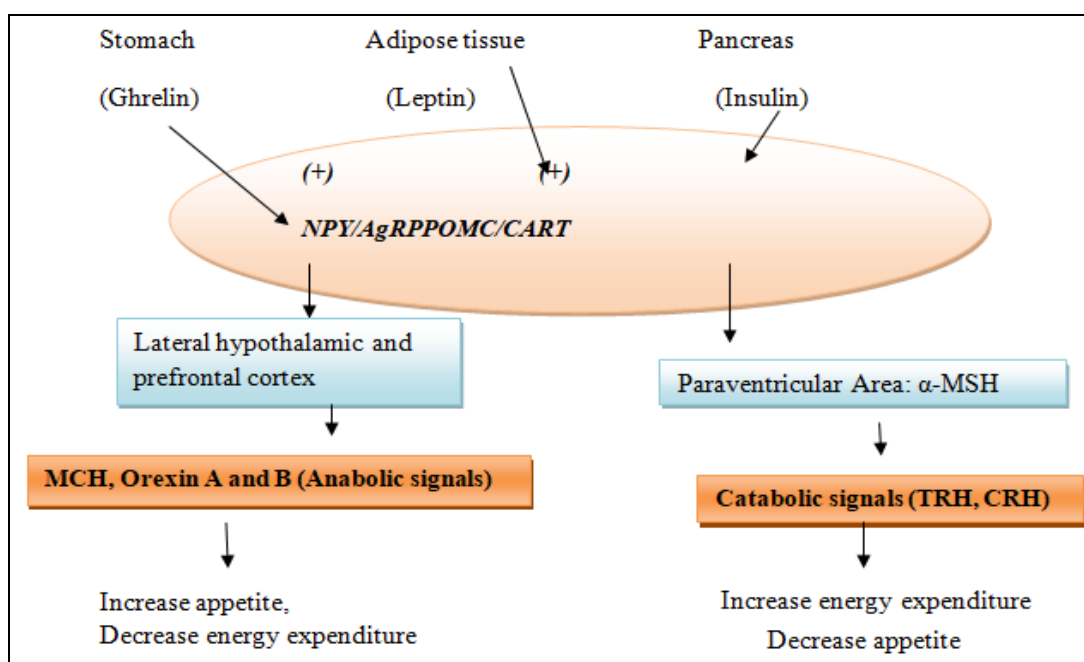 Stomach
Adipose tissue
Pancreas
(Ghrelin)
(Leptin)
(Insulin)
(+)
(+)
NPY/AgRPPOMC/CART
Lateral hypothalamic and
prefrontal cortex
Paraventricular Area: α-MSH
MCH, Orexin A and B (Anabolic signals)
Catabolic signals (TRH, CRH)
Increase appetite,
Decrease energy expenditure
Increase energy expenditure
Decrease appetite